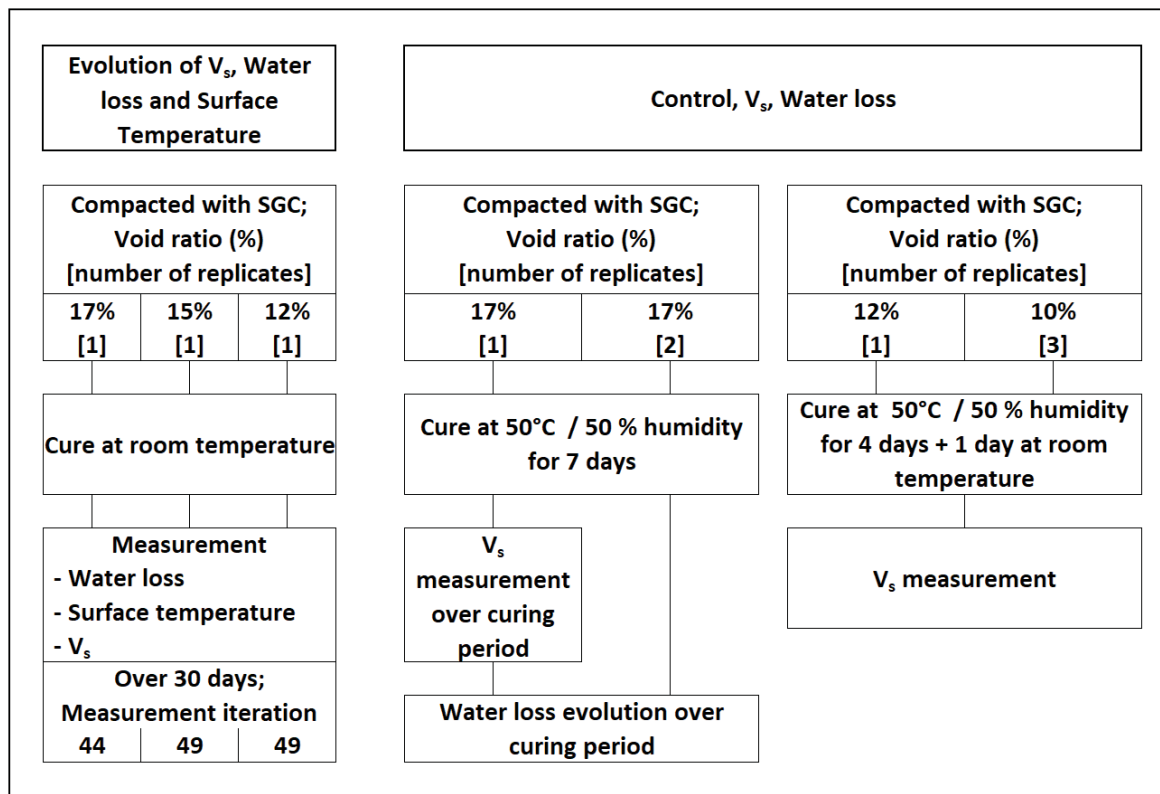 Evolution of Vs, Water
loss and Surface
Temperature
Control, Vs, Water loss
Compacted with SGC;
Void ratio (%)
[number of replicates]
17%
[1]
15%
[1]
12%
[1]
Cure at room temperature
Measurement
- Water loss
- Surface temperature
- Vs
Over 30 days;
Measurement iteration
44
49
49
Compacted with SGC;
Void ratio (%)
[number of replicates]
17%
[1]
17%
[2]
Cure at 50°C / 50 % humidity
for 7 days
Vs
measurement
over curing
period
Water loss evolution over
curing period
Compacted with SGC;
Void ratio (%)
[number of replicates]
12%
[1]
10%
[3]
Cure at 50°C / 50 % humidity
for 4 days + 1 day at room
temperature
Vs measurement